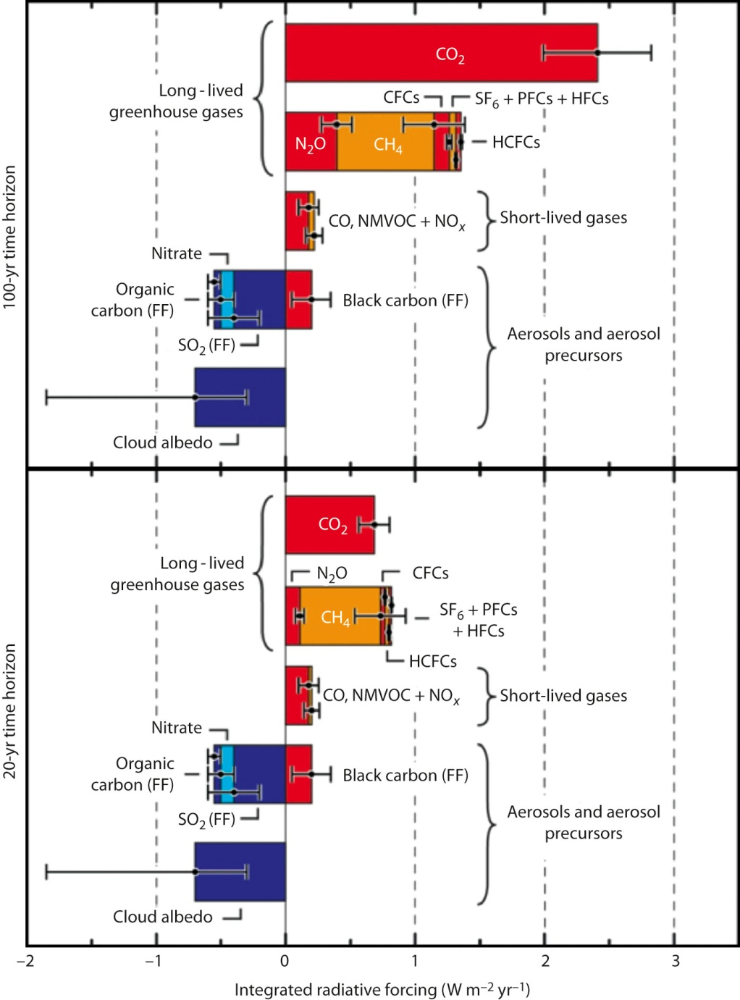 100-yr time horizon
CO2
Long-lived
greenhouse gases
CFCs
SF6 + PFCs + HFCs
N2O
CH4
HCFCs
CO, NMVOC + NOx
Short-lived gases
Nitrate
Organic
carbon (FF)
SO2 (FF)
Black carbon (FF)
Aerosols and aerosol
precursors
Cloud albedo
20-yr time horizon
CO2
Long-lived
greenhouse gases
N2O
CFCs
CH4
SF6 + PFCs
+ HFCs
HCFCs
CO, NMVOC + NOx
Short-lived gases
Nitrate
Organic
carbon (FF)
SO2 (FF)
Black carbon (FF)
Aerosols and aerosol
precursors
Cloud albedo
−2 −1 0 1 2 3
Integrated radiative forcing (W m−2 yr−1)